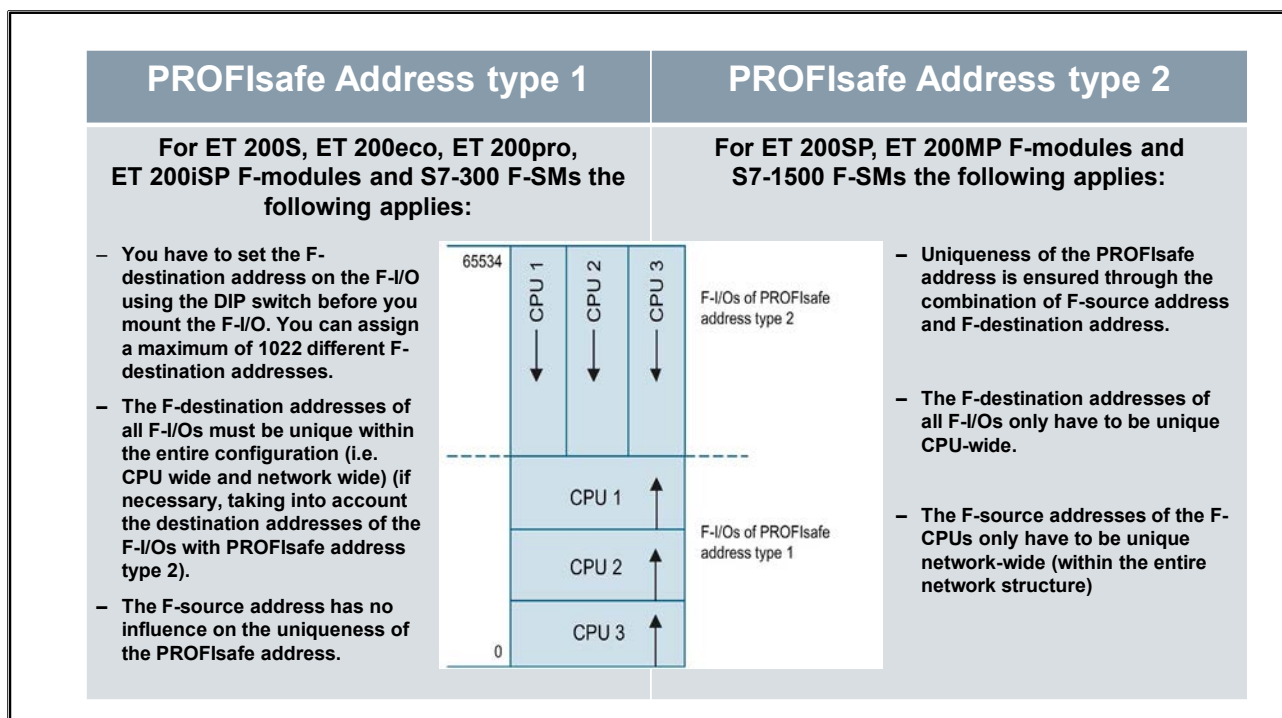 PROFIsafe Address type 1
PROFIsafe Address type 2
For ET 200S, ET 200eco, ET 200pro,
ET 200iSP F-modules and S7-300 F-SMs the
following applies:
For ET 200SP, ET 200MP F-modules and
S7-1500 F-SMs the following applies:
– You have to set the F-
destination address on the F-I/O
using the DIP switch before you
mount the F-I/O. You can assign
a maximum of 1022 different F-
destination addresses.
– The F-destination addresses of
all F-I/Os must be unique within
the entire configuration (i.e.
CPU wide and network wide) (if
necessary, taking into account
the destination addresses of the
F-I/Os with PROFIsafe address
type 2).
– The F-source address has no
influence on the uniqueness of
the PROFIsafe address.
65534
CPU 1
CPU 2
CPU 3
F-I/Os of PROFIsafe
address type 2
CPU 1
CPU 2
CPU 3
F-I/Os of PROFIsafe
address type 1
0
– Uniqueness of the PROFIsafe
address is ensured through the
combination of F-source address
and F-destination address.
– The F-destination addresses of
all F-I/Os only have to be unique
CPU-wide.
– The F-source addresses of the F-
CPUs only have to be unique
network-wide (within the entire
network structure)